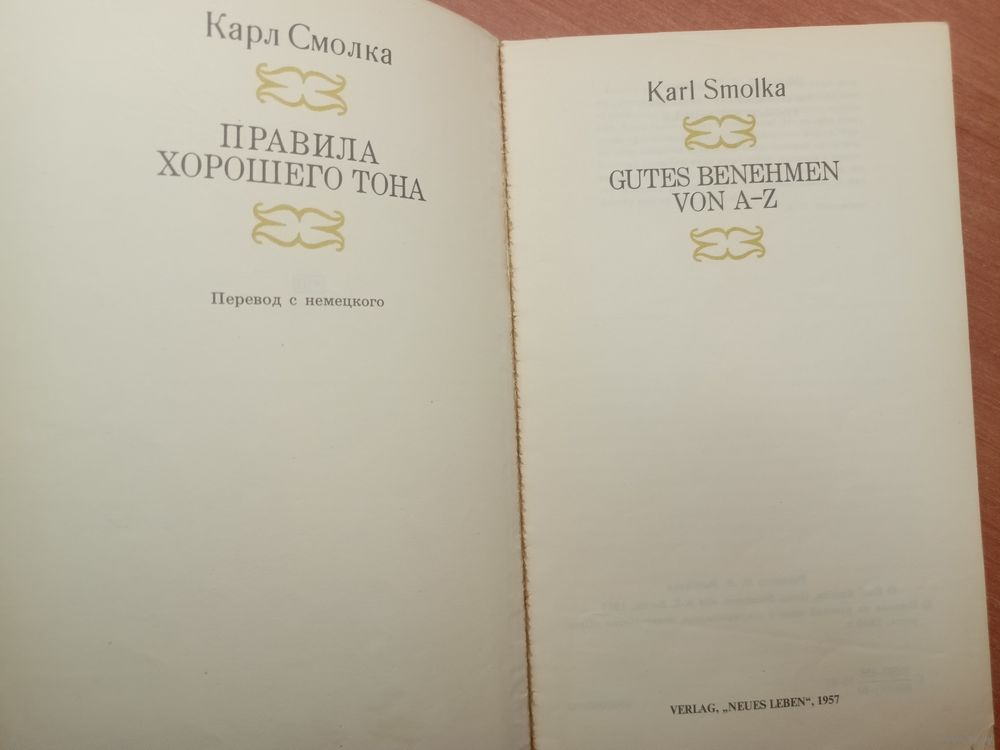 Карл Смолка
ПРАВИЛА
ХОРОШЕГО ТОНА
Перевод с немецкого
Karl Smolka
GUTES BENEHMEN
VON A–Z
VERLAG, „NEUES LEBEN“, 1957